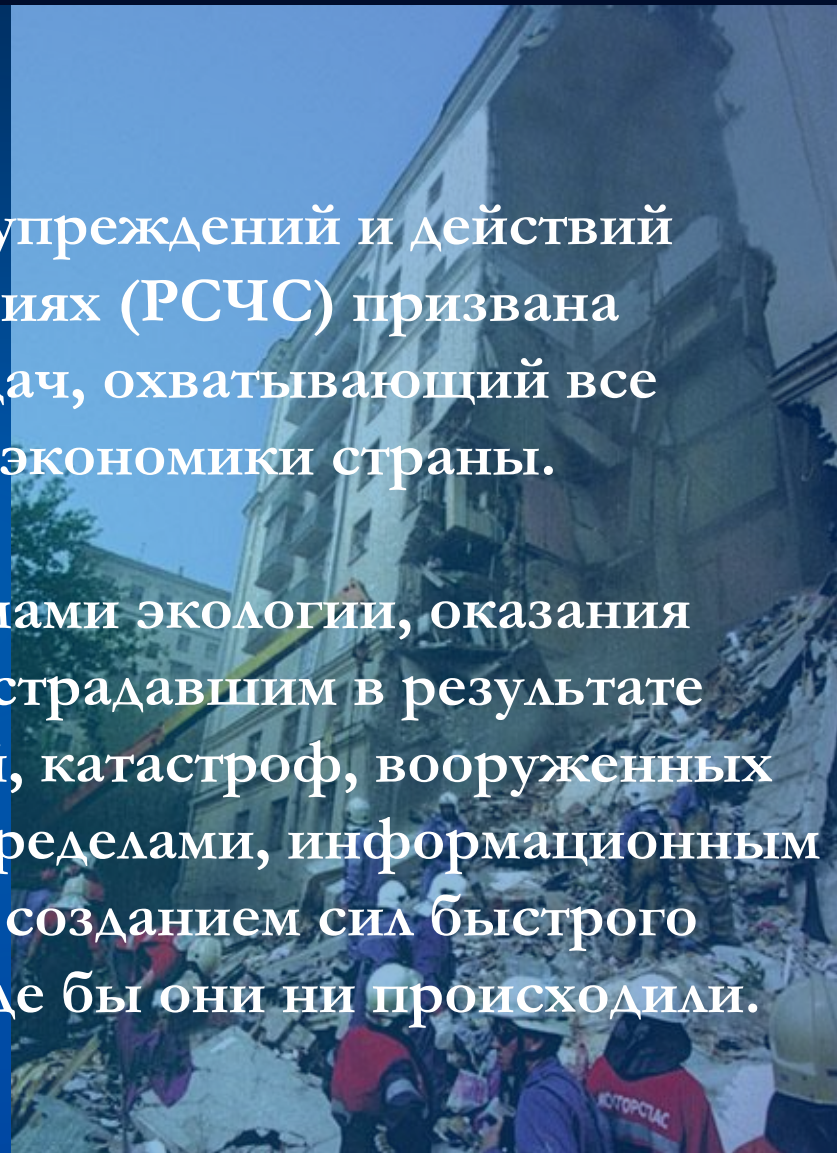 упреждений и действий
иях (РСЧС) призвана
дач, охватывающий все
экономики страны.
мами экологии, оказания
страдавшим в результате
й, катастроф, вооруженных
ределами, информационным
созданием сил быстрого
де бы они ни происходили.